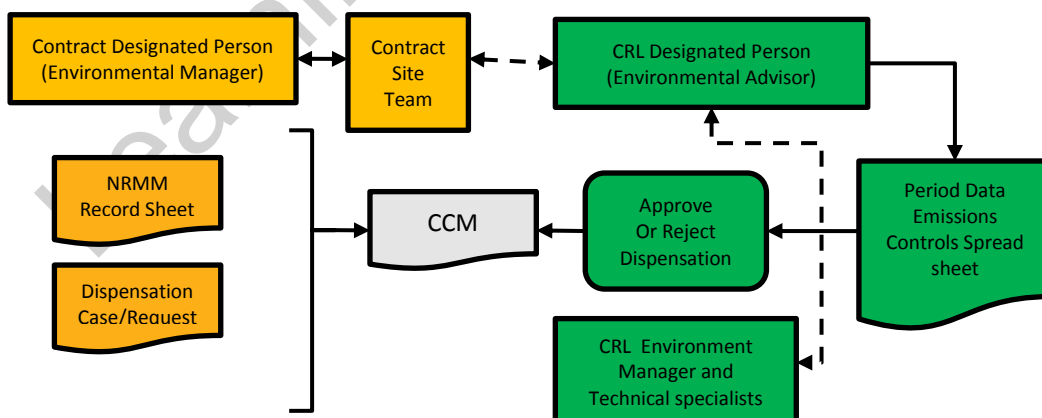 Contract Designated Person
(Environmental Manager)
Contract
Site
Team
CRL Designated Person
(Environmental Advisor)
NRMM
Record Sheet
CCM
Approve
Or Reject
Dispensation
Period Data
Emissions
Controls Spread
sheet
Dispensation
Case/Request
CRL Environment
Manager and
Technical specialists